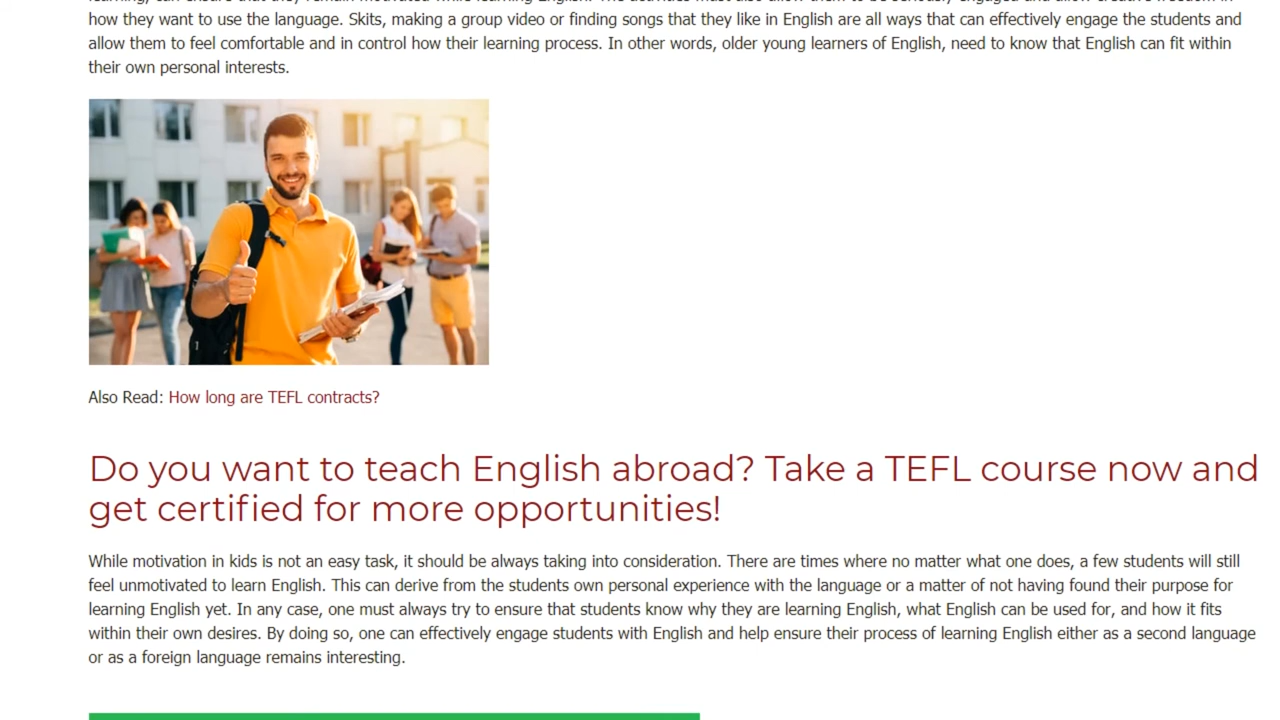 how they want to use the language. Skits, making a group video or finding songs that they like in English are all ways that can effectively engage the students and
allow them to feel comfortable and in control how their learning process. In other words, older young learners of English, need to know that English can fit within
their own personal interests.
Also Read: How long are TEFL contracts?
Do you want to teach English abroad? Take a TEFL course now and
get certified for more opportunities!
While motivation in kids is not an easy task, it should be always taking into consideration. There are times where no matter what one does, a few students will still
feel unmotivated to learn English. This can derive from the students own personal experience with the language or a matter of not having found their purpose for
learning English yet. In any case, one must always try to ensure that students know why they are learning English, what English can be used for, and how it fits
within their own desires. By doing so, one can effectively engage students with English and help ensure their process of learning English either as a second language
or as a foreign language remains interesting.